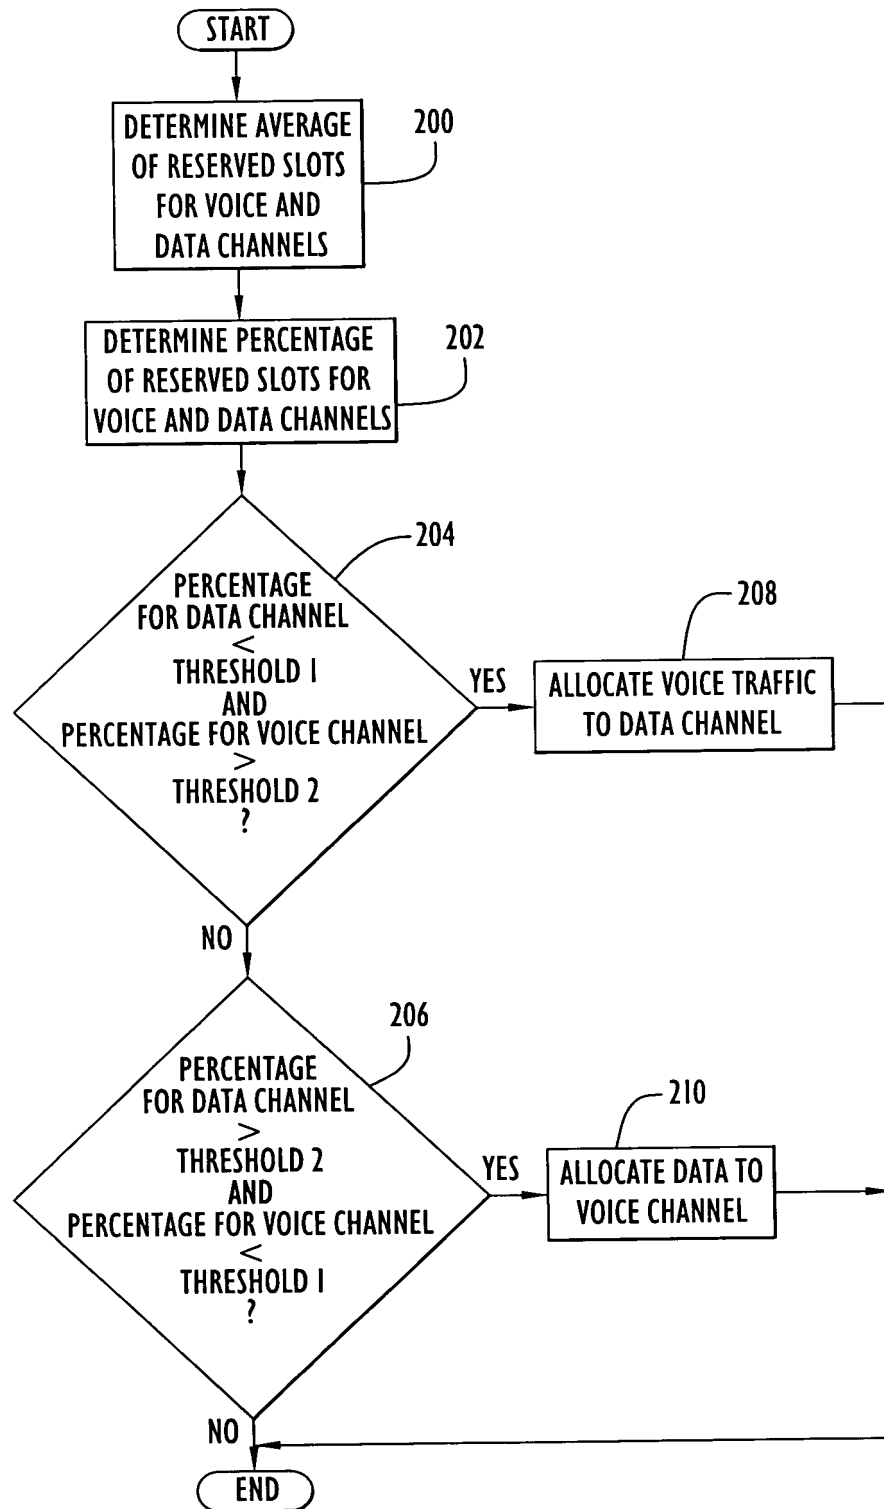 START
DETERMINE AVERAGE
OF RESERVED SLOTS
FOR VOICE AND
DATA CHANNELS
200
DETERMINE PERCENTAGE
OF RESERVED SLOTS FOR
VOICE AND DATA CHANNELS
202
204
PERCENTAGE
FOR DATA CHANNEL
<
THRESHOLD 1
AND
PERCENTAGE FOR VOICE CHANNEL
>
THRESHOLD 2
?
YES
208
ALLOCATE VOICE TRAFFIC
TO DATA CHANNEL
NO
206
PERCENTAGE
FOR DATA CHANNEL
>
THRESHOLD 2
AND
PERCENTAGE FOR VOICE CHANNEL
<
THRESHOLD 1
?
YES
210
ALLOCATE DATA TO
VOICE CHANNEL
NO
END